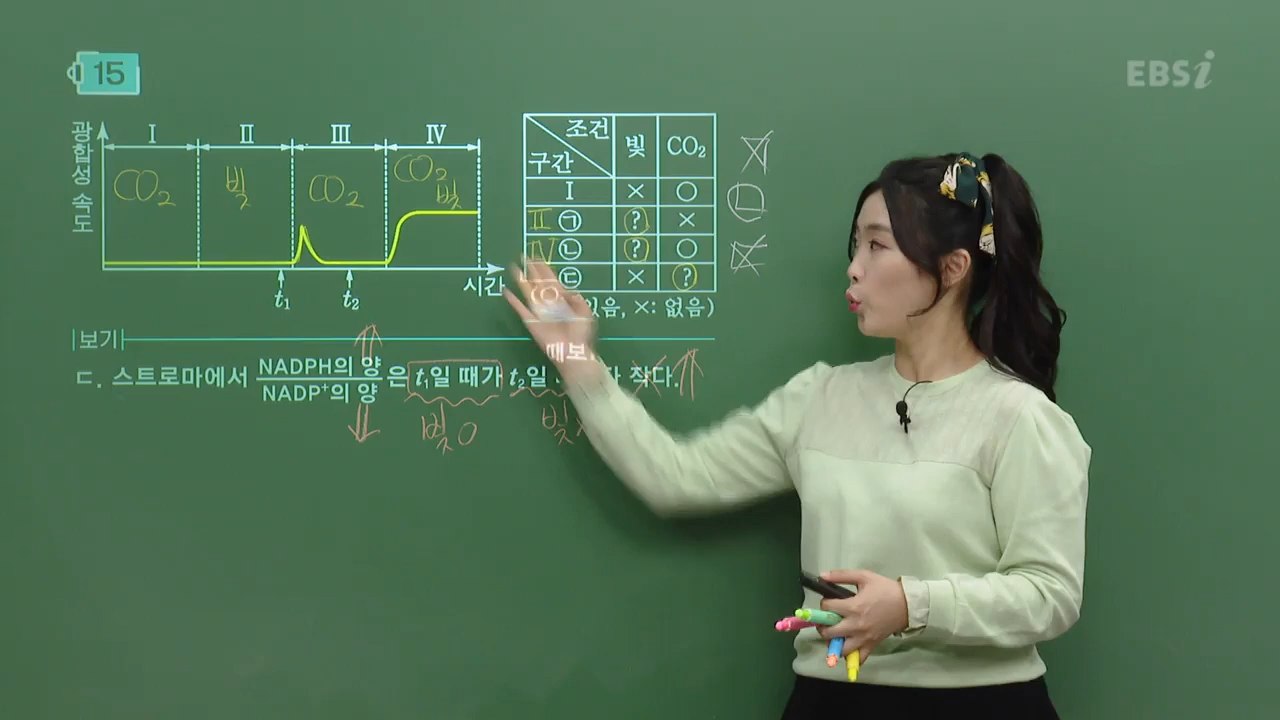 15
EBSi
광합성 속도
Ⅰ Ⅱ Ⅲ Ⅳ
CO₂ 빛 CO₂ CO₂ 빛
t₁ t₂ 시간
조건 구간 빛 CO₂
Ⅰ × ○
Ⅱ ㉠ ? ×
Ⅳ ㉡ ? ○
㉢ × ?
있음, ×: 없음)
보기
ㄷ. 스트로마에서 NADPH의 양 / NADP⁺의 양 은 t₁일 때가 t₂일 때보다 작다.
빛○ 빛×